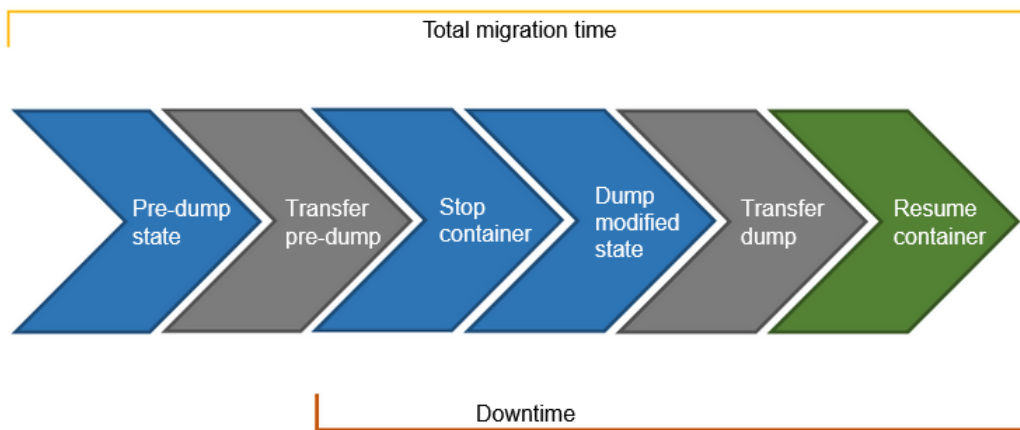 Total migration time
Pre-dump
state
Transfer
pre-dump
Stop
container
Dump
modified
state
Transfer
dump
Resume
container
Downtime